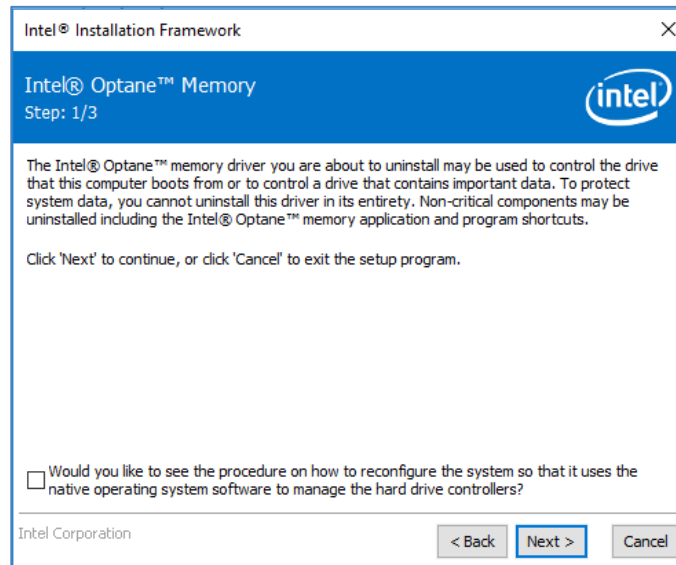 Intel® Installation Framework
Intel® Optane™ Memory
Step: 1/3
intel
The Intel® Optane™ memory driver you are about to uninstall may be used to control the drive
that this computer boots from or to control a drive that contains important data. To protect
system data, you cannot uninstall this driver in its entirety. Non-critical components may be
uninstalled including the Intel® Optane™ memory application and program shortcuts.
Click 'Next' to continue, or click 'Cancel' to exit the setup program.
Would you like to see the procedure on how to reconfigure the system so that it uses the
native operating system software to manage the hard drive controllers?
Intel Corporation
< Back
Next >
Cancel